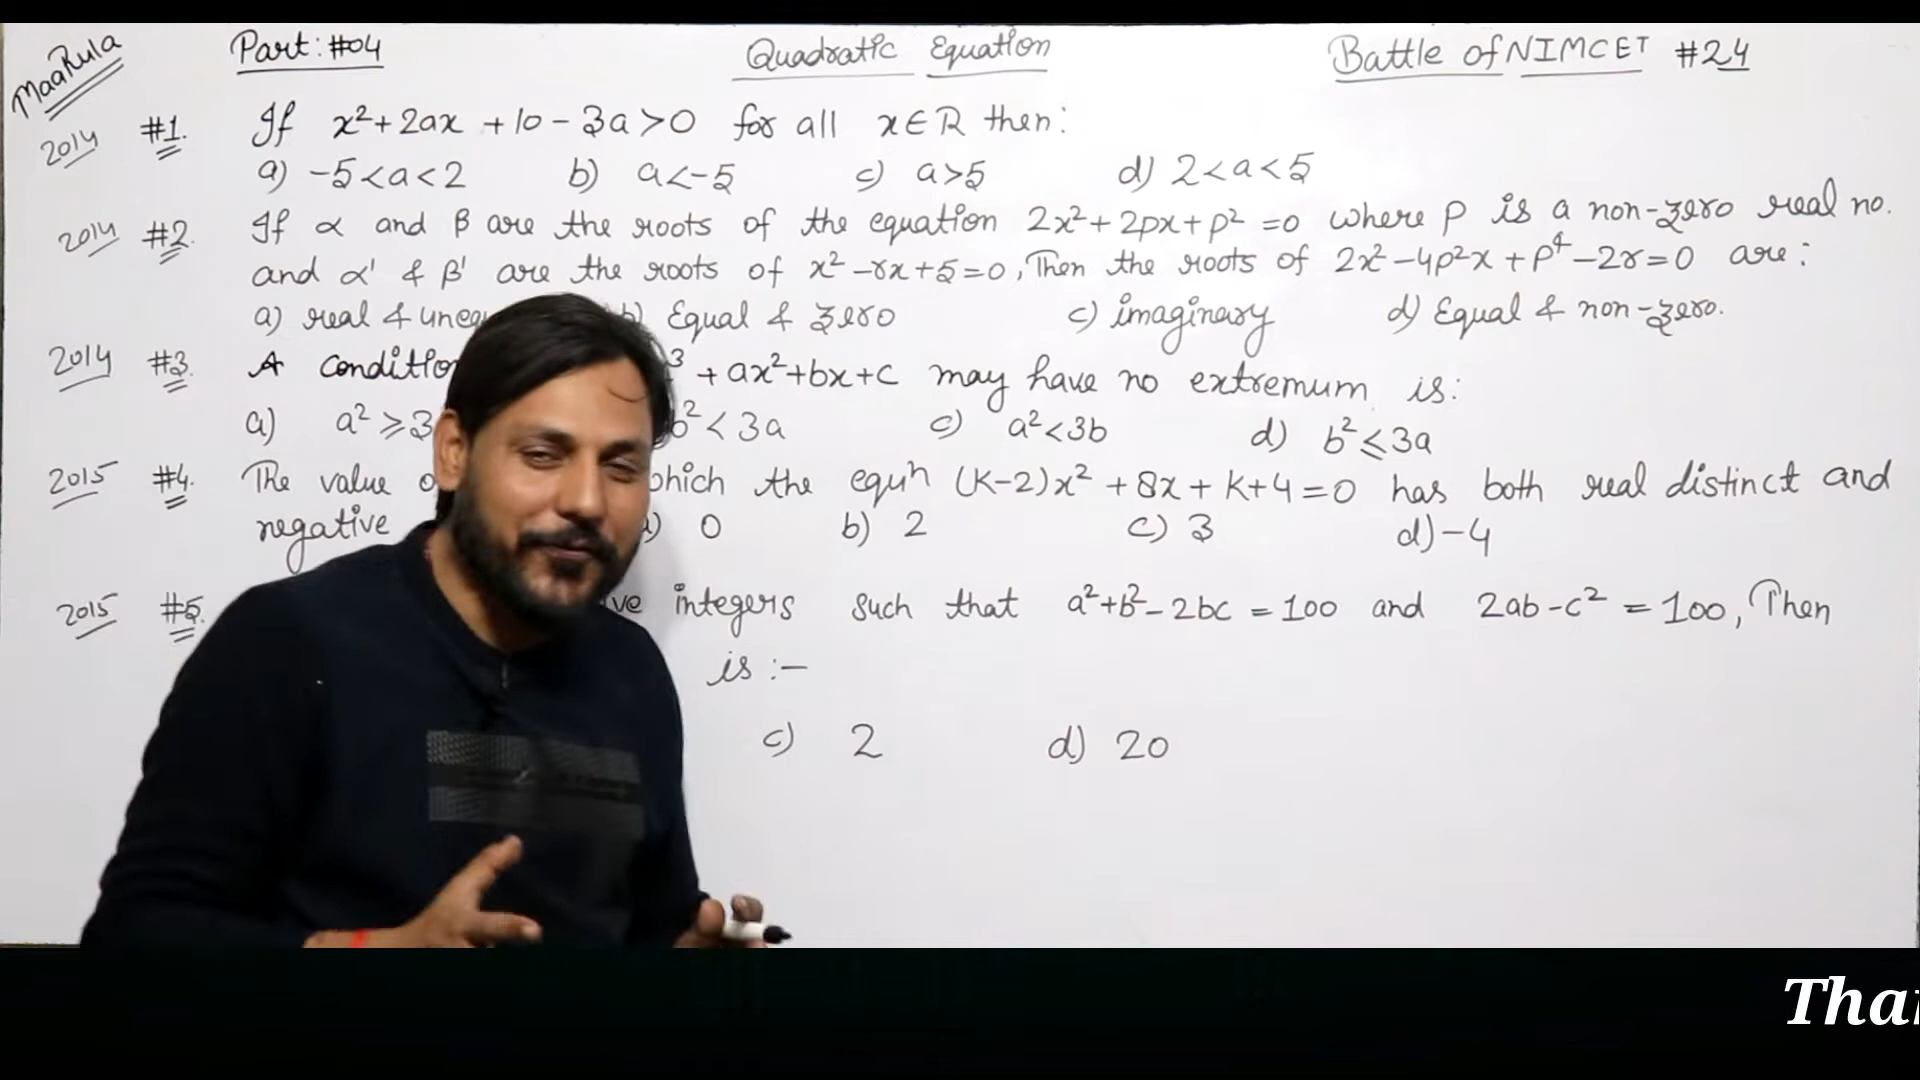 MaaRula
Part: #04 Quadratic Equation Battle of NIMCET #24
2014 #1. If x²+2ax +10-3a>0 for all x∈R then:
a) -5<a<2 b) a<-5 c) a>5 d) 2<a<5
2014 #2. If α and β are the roots of the equation 2x²+2px+p²=0 where p is a non-zero real no.
and α' & β' are the roots of x²-rx+s=0, Then the roots of 2x²-4p²x+p⁴-2r=0 are:
a) real & b) Equal & zero c) imaginary d) Equal & non-zero.
2014 #3. A +ax²+bx+c may have no extremum is:
a) a²≥3 b²<3a c) a²<3b d) b²≤3a
2015 #4. The value the equⁿ (K-2)x²+8x+K+4=0 has both real distinct and
negative 0 b) 2 c) 3 d) -4
2015 #5. integers such that a²+b²-2bc=100 and 2ab-c²=100, Then
is :-
c) 2 d) 20